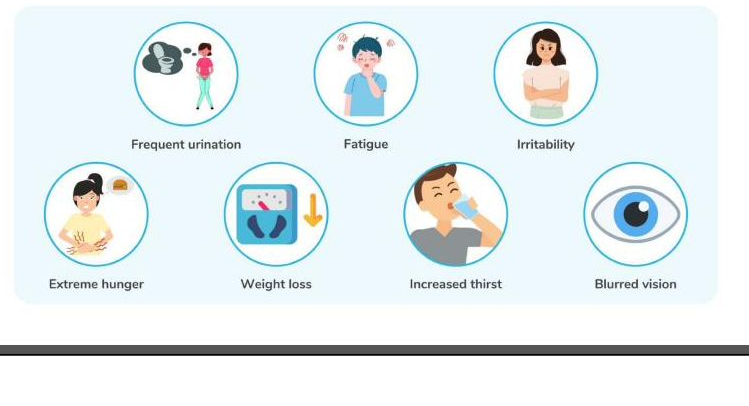 Frequent urination
Fatigue
Irritability
Extreme hunger
Weight loss
Increased thirst
Blurred vision